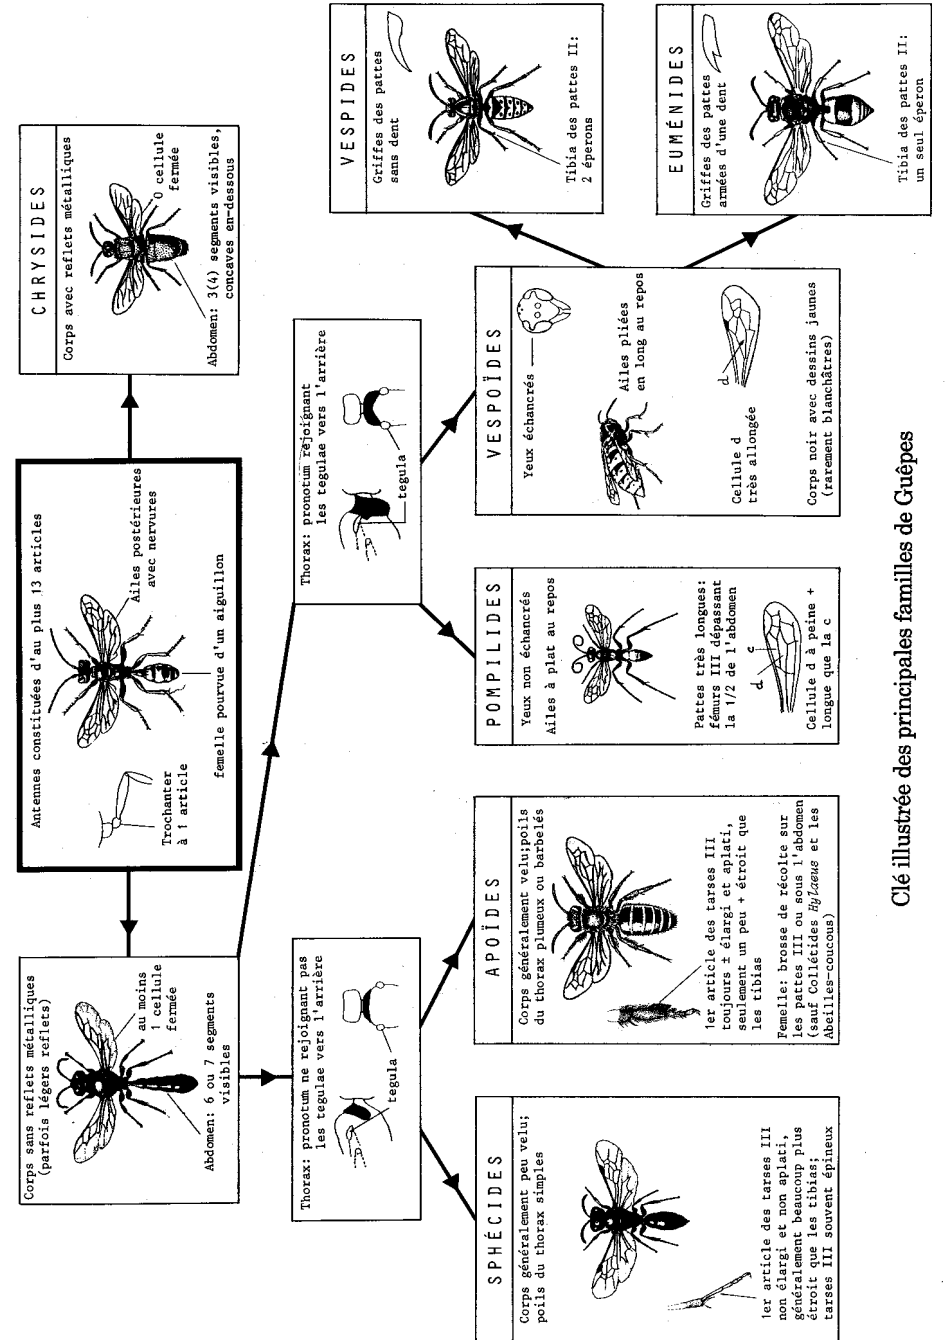 Antennes constituées d'au plus 13 articles
Trochanter
à 1 article
Ailes postérieures
avec nervures
femelle pourvue d'un aiguillon
Corps sans reflets métalliques
(parfois légers reflets)
au moins
1 cellule
fermée
Abdomen: 6 ou 7 segments
visibles
CHRYSIDES
Corps avec reflets métalliques
0 cellule
fermée
Abdomen: 3(4) segments visibles,
concaves en-dessous
Thorax: pronotum ne rejoignant pas
les tegulae vers l'arrière
tegula
Thorax: pronotum rejoignant
les tegulae vers l'arrière
tegula
SPHÉCIDES
Corps généralement peu velu;
poils du thorax simples
1er article des tarses III
non élargi et non aplati,
généralement beaucoup plus
étroit que les tibias;
tarses III souvent épineux
APOÏDES
Corps généralement velu;poils
du thorax plumeux ou barbelés
1er article des tarses III
toujours ± élargi et aplati,
seulement un peu + étroit que
les tibias
Femelle: brosse de récolte sur
les pattes III ou sous l'abdomen
(sauf Collétides Hylaeus et les
Abeilles-coucous)
POMPILIDES
Yeux non échancrés
Ailes à plat au repos
Pattes très longues:
fémurs III dépassant
la 1/2 de l'abdomen
d
c
Cellule d à peine +
longue que la c
VESPOÏDES
Yeux échancrés
Ailes pliées
en long au repos
d
Cellule d
très allongée
Corps noir avec dessins jaunes
(rarement blanchâtres)
VESPIDES
Griffes des pattes
sans dent
Tibia des pattes II:
2 éperons
EUMÉNIDES
Griffes des pattes
armées d'une dent
Tibia des pattes II:
un seul éperon
Clé illustrée des principales familles de Guêpes